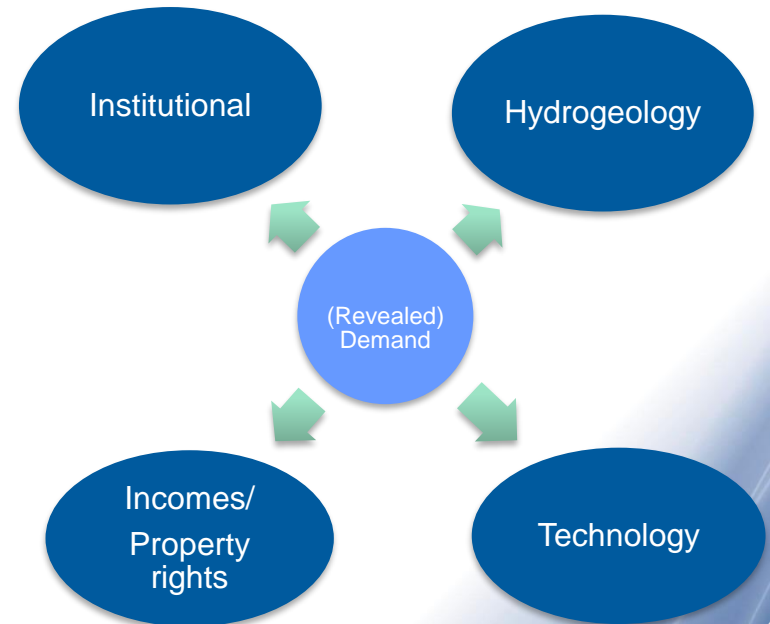 Institutional
Hydrogeology
(Revealed)
Demand
Incomes/
Property
rights
Technology